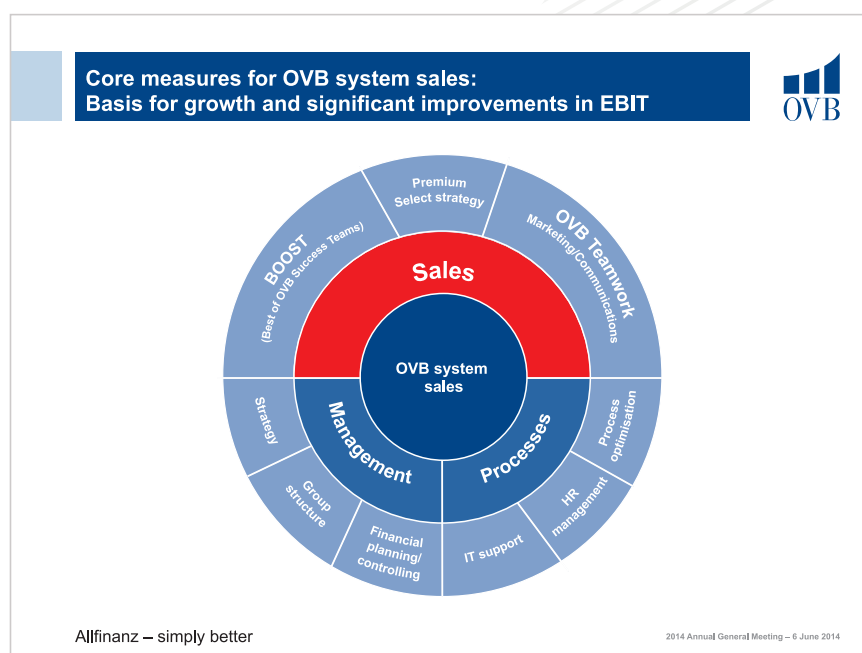 Core measures for OVB system sales:
Basis for growth and significant improvements in EBIT
OVB
Premium
Select strategy
BOOST
(Best of OVB Success Teams)
OVB Teamwork
Marketing/Communications
Sales
OVB system
sales
Management
Processes
Strategy
Group
structure
Financial
planning/
controlling
IT support
HR
management
Process
optimisation
Allfinanz – simply better
2014 Annual General Meeting – 6 June 2014